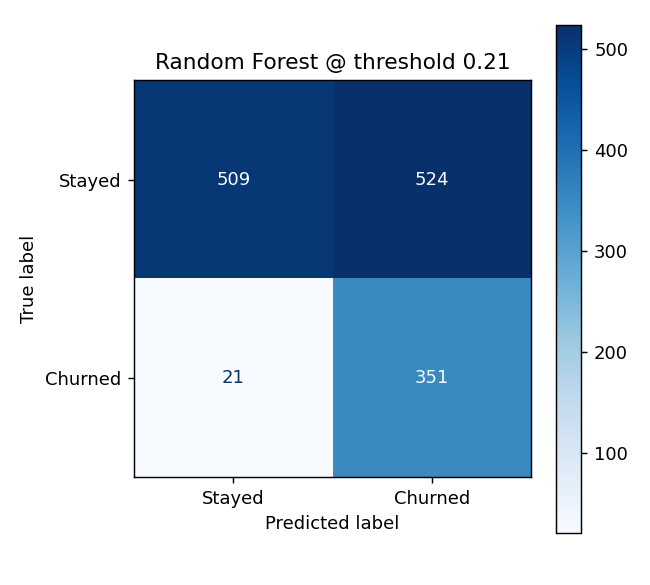 Random Forest @ threshold 0.21
True label
Stayed
509
524
Churned
21
351
Stayed
Churned
Predicted label
500
400
300
200
100